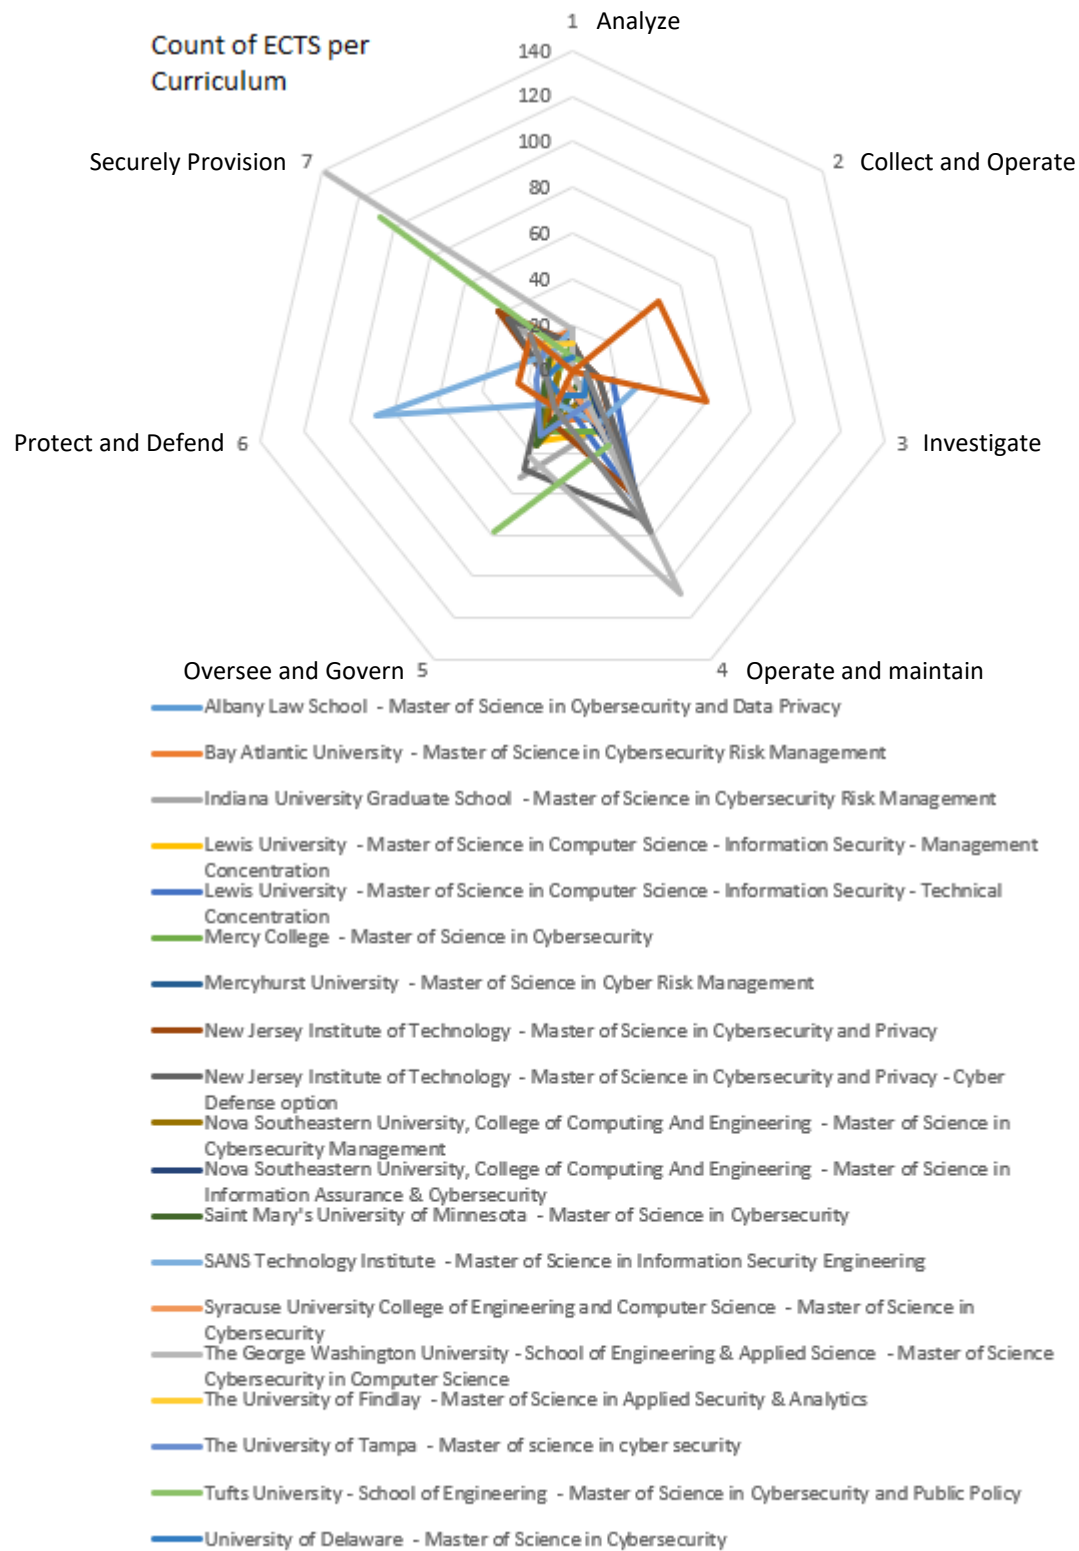 1 Analyze
Count of ECTS per
Curriculum
140
120
100
80
60
40
20
0
Securely Provision 7
2 Collect and Operate
Protect and Defend 6
3 Investigate
Oversee and Govern 5
4 Operate and maintain
Albany Law School - Master of Science in Cybersecurity and Data Privacy
Bay Atlantic University - Master of Science in Cybersecurity Risk Management
Indiana University Graduate School - Master of Science in Cybersecurity Risk Management
Lewis University - Master of Science in Computer Science - Information Security - Management
Concentration
Lewis University - Master of Science in Computer Science - Information Security - Technical
Concentration
Mercy College - Master of Science in Cybersecurity
Mercyhurst University - Master of Science in Cyber Risk Management
New Jersey Institute of Technology - Master of Science in Cybersecurity and Privacy
New Jersey Institute of Technology - Master of Science in Cybersecurity and Privacy - Cyber
Defense option
Nova Southeastern University, College of Computing And Engineering - Master of Science in
Cybersecurity Management
Nova Southeastern University, College of Computing And Engineering - Master of Science in
Information Assurance & Cybersecurity
Saint Mary's University of Minnesota - Master of Science in Cybersecurity
SANS Technology Institute - Master of Science in Information Security Engineering
Syracuse University College of Engineering and Computer Science - Master of Science in
Cybersecurity
The George Washington University - School of Engineering & Applied Science - Master of Science
Cybersecurity in Computer Science
The University of Findlay - Master of Science in Applied Security & Analytics
The University of Tampa - Master of science in cyber security
Tufts University - School of Engineering - Master of Science in Cybersecurity and Public Policy
University of Delaware - Master of Science in Cybersecurity